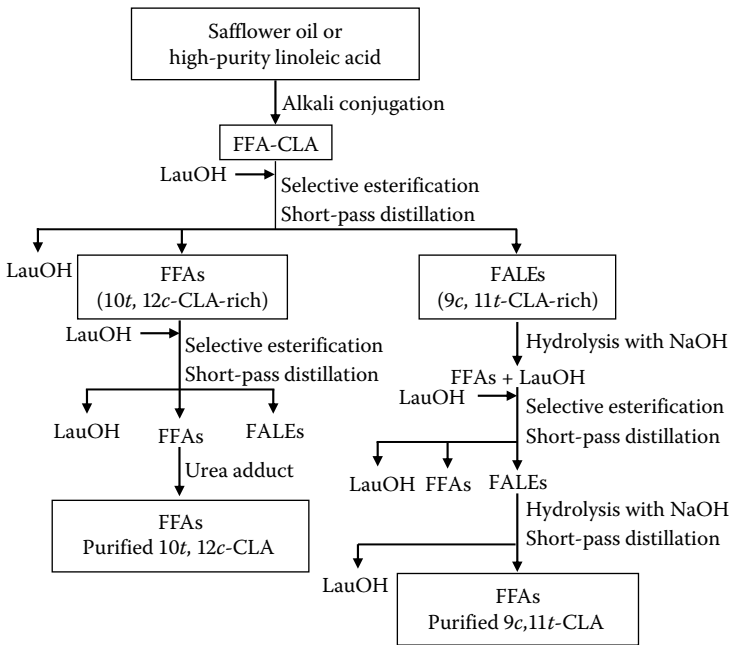 Safflower oil or
high-purity linoleic acid
Alkali conjugation
FFA-CLA
LauOH
Selective esterification
Short-pass distillation
LauOH
FFAs
(10t, 12c-CLA-rich)
FALEs
(9c, 11t-CLA-rich)
LauOH
Selective esterification
Short-pass distillation
LauOH
FFAs
FALEs
Urea adduct
FFAs
Purified 10t, 12c-CLA
Hydrolysis with NaOH
FFAs + LauOH
LauOH
Selective esterification
Short-pass distillation
LauOH
FFAs
FALEs
Hydrolysis with NaOH
Short-pass distillation
LauOH
FFAs
Purified 9c,11t-CLA